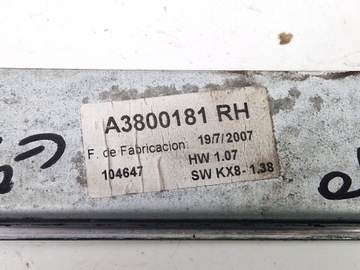 A3800181 RH
F. de Fabricacion: 19/7/2007
HW 1.07
104647 SW KX8- 1.38